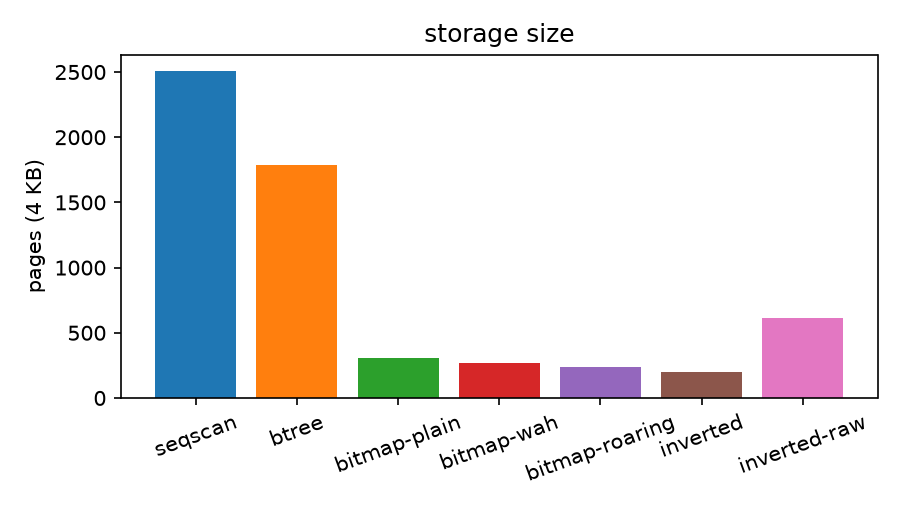 storage size
pages (4 KB)
2500
2000
1500
1000
500
0
seqscan
btree
bitmap-plain
bitmap-wah
bitmap-roaring
inverted
inverted-raw